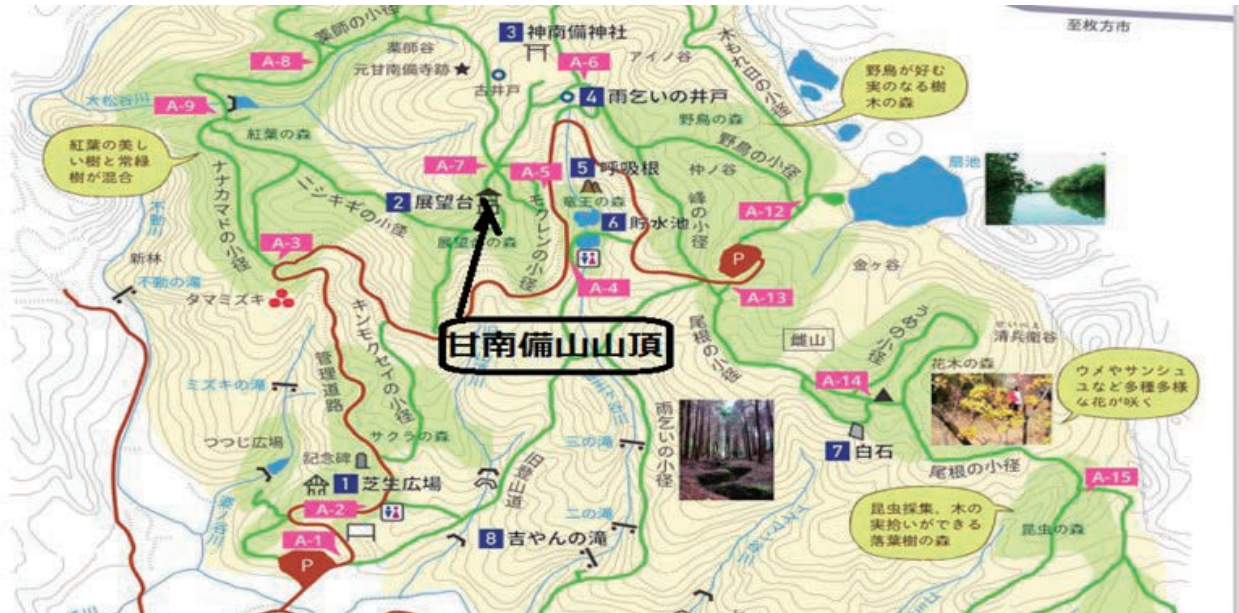 至枚方市
薬師の小径
3 神南備神社
木もれ日の小径
A-8
薬師谷
A-6
アイノ谷
元甘南備寺跡★
古井戸
野鳥が好む
実のなる樹
木の森
大松谷川
A-9
4 雨乞いの井戸
野鳥の森
紅葉の森
紅葉の美し
い樹と常緑
樹が混合
A-7
A-5
5 呼吸根
仲ノ谷
野鳥の小径
扇池
ナナカマドの小径
2 展望台
竜王の森
A-12
展望台の森
モクレンの小径
6 貯水池
峰の小径
不動川
A-3
新林
P
金ヶ谷
不動の滝
タマミズキ
A-4
A-13
キンモクセイの小径
甘南備山山頂
尾根の小径
雌山
うめの小径
清兵衛谷
花木の森
管理道路
ミズキの滝
A-14
ウメやサンシュ
ユなど多種多様
な花が咲く
雨乞いの小径
つつじ広場
サクラの森
三の滝
7 白石
記念碑
旧登山道
尾根の小径
1 芝生広場
A-15
A-2
昆虫採集、木の
実拾いができる
落葉樹の森
昆虫の森
二の滝
A-1
8 吉やんの滝
P